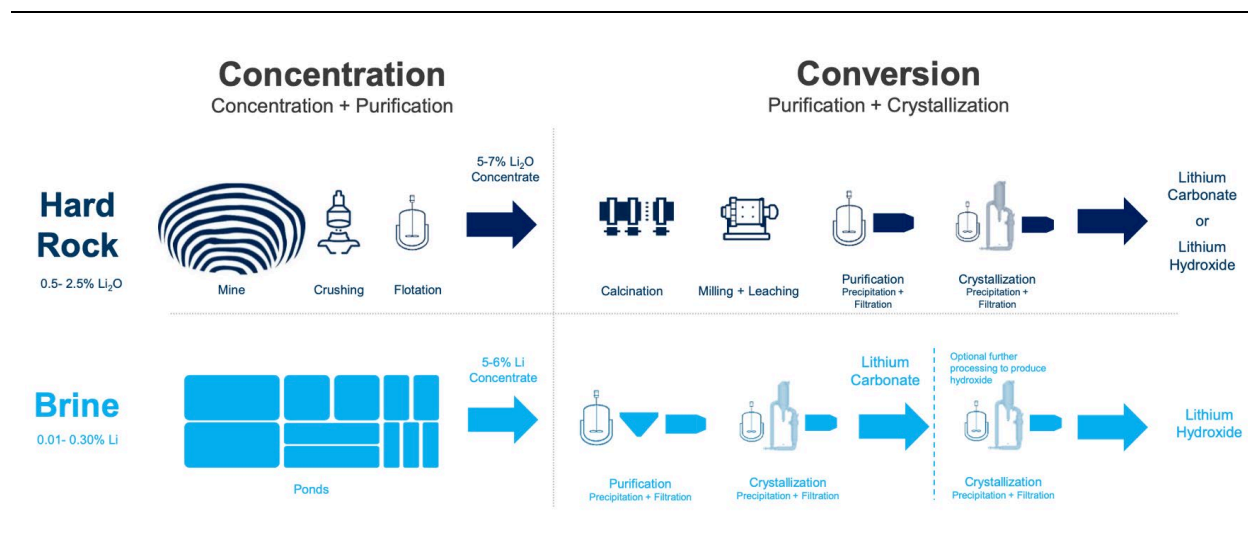 Concentration
Concentration + Purification
Conversion
Purification + Crystallization
Hard
Rock
0.5- 2.5% Li₂O
Mine
Crushing
Flotation
5-7% Li₂O
Concentrate
Calcination
Milling + Leaching
Purification
Precipitation +
Filtration
Crystallization
Precipitation +
Filtration
Lithium
Carbonate
or
Lithium
Hydroxide
Brine
0.01- 0.30% Li
Ponds
5-6% Li
Concentrate
Purification
Precipitation + Filtration
Crystallization
Precipitation + Filtration
Lithium
Carbonate
Optional further
processing to produce
hydroxide
Crystallization
Precipitation + Filtration
Lithium
Hydroxide